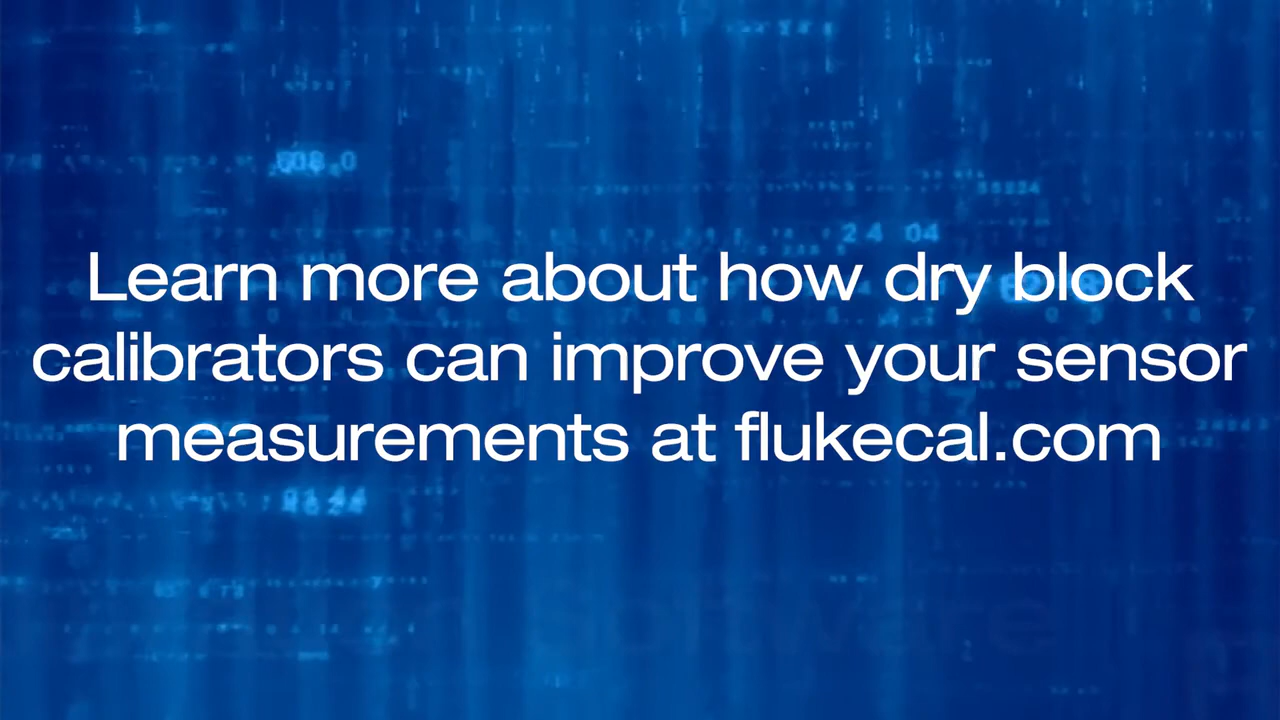 Learn more about how dry block
calibrators can improve your sensor
measurements at flukecal.com